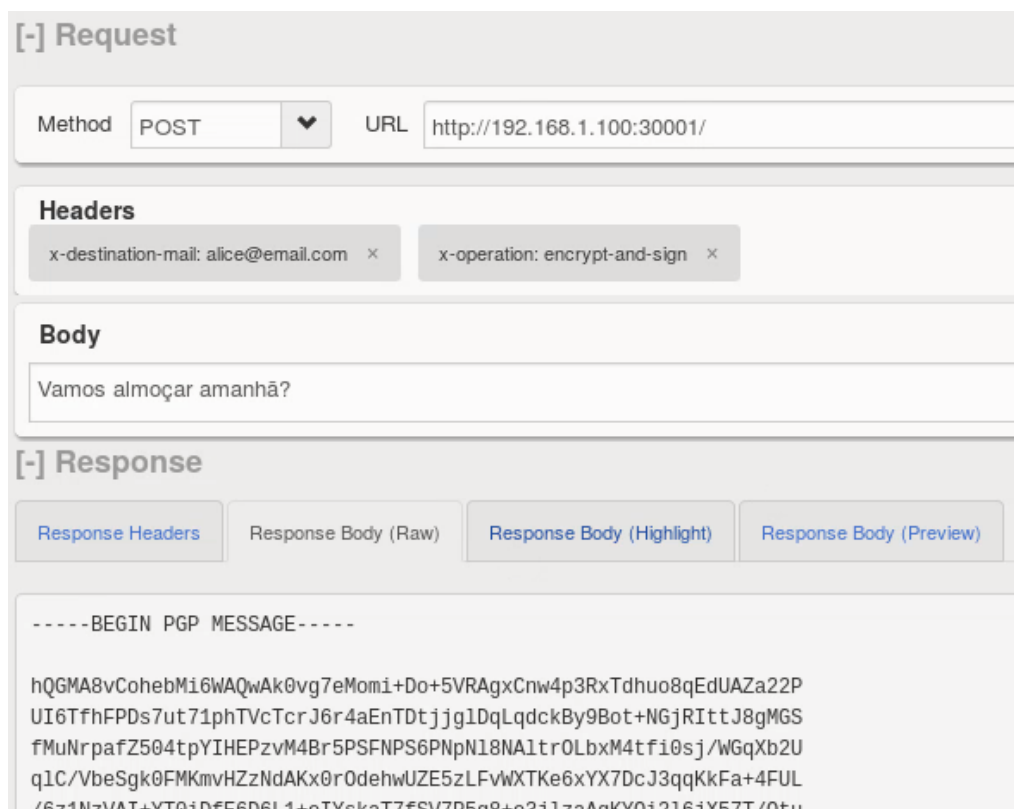 [-] Request
Method POST URL http://192.168.1.100:30001/
Headers
x-destination-mail: alice@email.com × x-operation: encrypt-and-sign ×
Body
Vamos almoçar amanhã?
[-] Response
Response Headers Response Body (Raw) Response Body (Highlight) Response Body (Preview)
-----BEGIN PGP MESSAGE-----
hQGMA8vCohebMi6WAQwAk0vg7eMomi+Do+5VRAgxCnw4p3RxTdhuo8qEdUAZa22P
UI6TfhFPDs7ut71phTVcTcrJ6r4aEnTDtjjglDqLqdckBy9Bot+NGjRIttJ8gMGS
fMuNrpafZ504tpYIHEPzvM4Br5PSFNPS6PNpNl8NAltrOLbxM4tfi0sj/WGqXb2U
qlC/VbeSgk0FMKmvHZzNdAKx0rOdehwUZE5zLFvWXTKe6xYX7DcJ3qqKkFa+4FUL